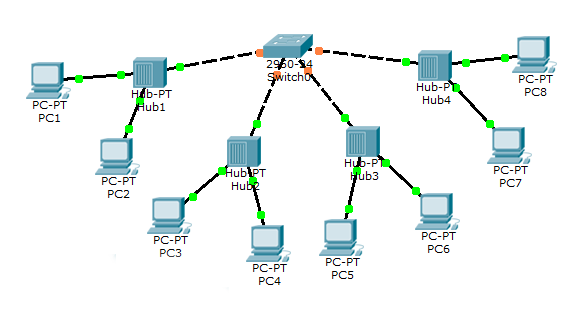 2950-24
Switch0
Hub-PT
Hub1
Hub-PT
Hub4
PC-PT
PC8
PC-PT
PC1
PC-PT
PC2
Hub-PT
Hub2
Hub-PT
Hub3
PC-PT
PC7
PC-PT
PC3
PC-PT
PC4
PC-PT
PC5
PC-PT
PC6